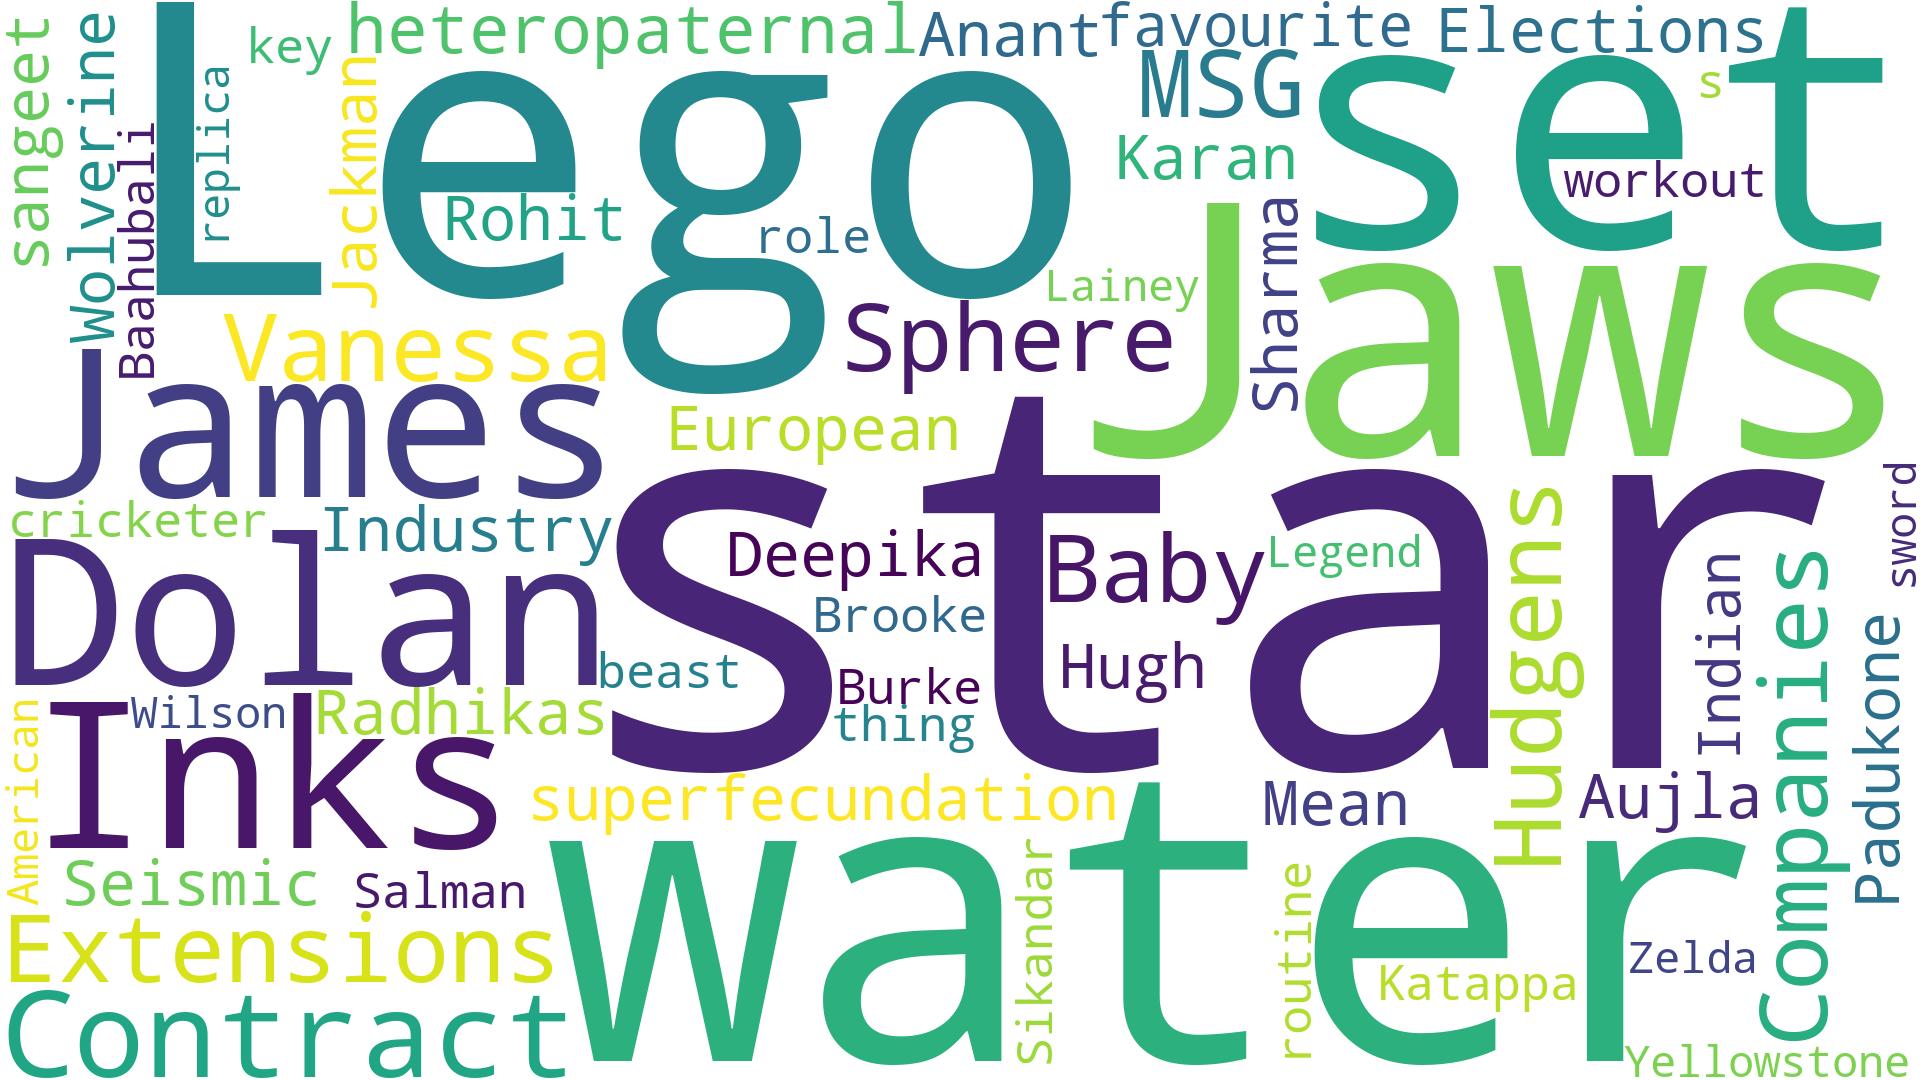 sangeet
Wolverine
Baahubali
replica
key
heteropaternal
Anant
favourite
Elections
s
Lego
set
MSG
Karan
workout
Jackman
Rohit
role
Lainey
Sharma
Jaws
Vanessa
Sphere
James
European
star
cricketer
Industry
Deepika
Baby
Legend
Hudgens
sword
Dolan
Brooke
Indian
Companies
beast
Burke
Hugh
Padukone
American
Wilson
Radhikas
thing
Inks
superfecundation
Mean
Aujla
water
Seismic
Salman
Sikandar
routine
Katappa
Zelda
Extensions
Contract
Yellowstone